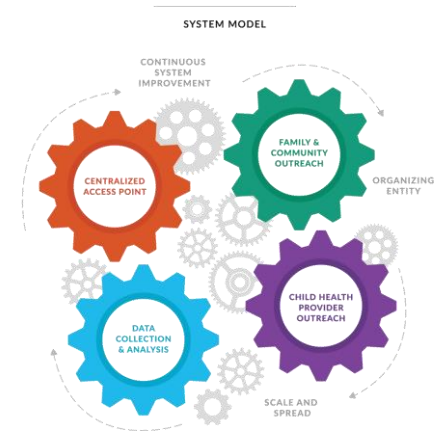 SYSTEM MODEL
CONTINUOUS
SYSTEM
IMPROVEMENT
FAMILY &
COMMUNITY
OUTREACH
CENTRALIZED
ACCESS POINT
ORGANIZING
ENTITY
CHILD HEALTH
PROVIDER
OUTREACH
DATA
COLLECTION
& ANALYSIS
SCALE AND
SPREAD